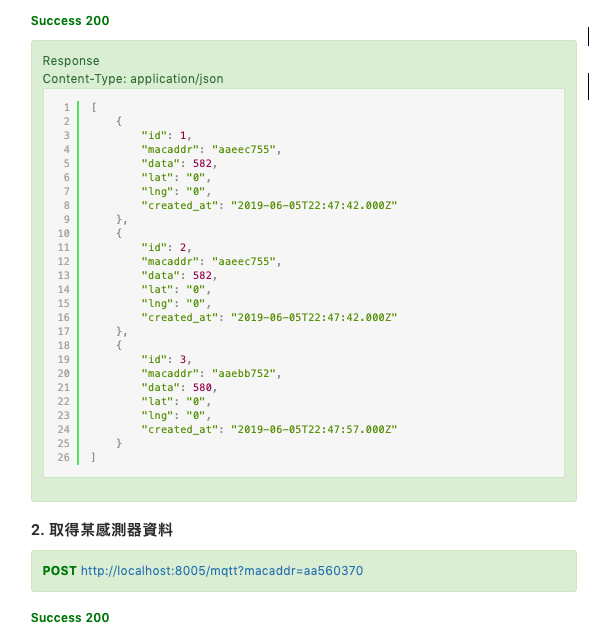 Success 200
Response
Content-Type: application/json
1 [
2 {
3 "id": 1,
4 "macaddr": "aaeec755",
5 "data": 582,
6 "lat": "0",
7 "lng": "0",
8 "created_at": "2019-06-05T22:47:42.000Z"
9 },
10 {
11 "id": 2,
12 "macaddr": "aaeec755",
13 "data": 582,
14 "lat": "0",
15 "lng": "0",
16 "created_at": "2019-06-05T22:47:42.000Z"
17 },
18 {
19 "id": 3,
20 "macaddr": "aaebb752",
21 "data": 580,
22 "lat": "0",
23 "lng": "0",
24 "created_at": "2019-06-05T22:47:57.000Z"
25 }
26 ]
2. 取得某感測器資料
POST http://localhost:8005/mqtt?macaddr=aa560370
Success 200